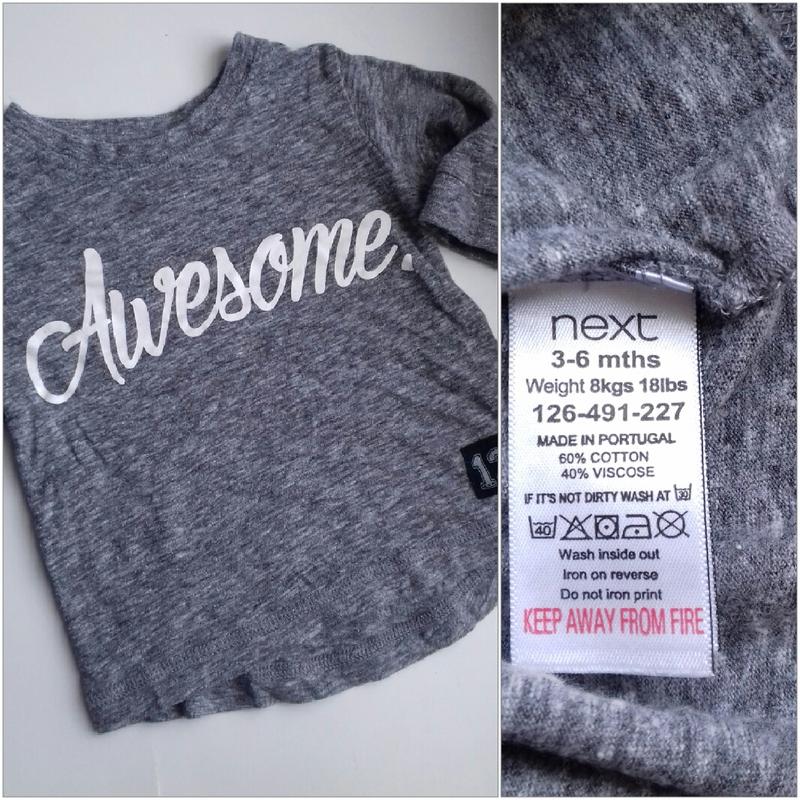 Awesome.
next
3-6 mths
Weight 8kgs 18lbs
126-491-227
MADE IN PORTUGAL
60% COTTON
40% VISCOSE
IF IT'S NOT DIRTY WASH AT 30
40
Wash inside out
Iron on reverse
Do not iron print
KEEP AWAY FROM FIRE